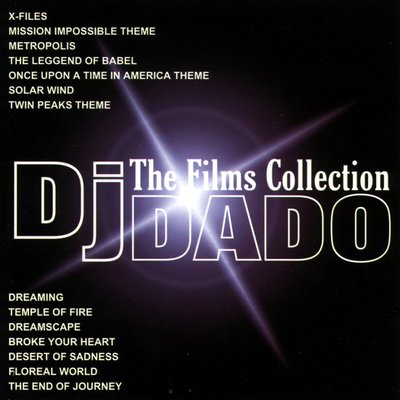 X-FILES
MISSION IMPOSSIBLE THEME
METROPOLIS
THE LEGGEND OF BABEL
ONCE UPON A TIME IN AMERICA THEME
SOLAR WIND
TWIN PEAKS THEME
The Films Collection
Dj DADO
DREAMING
TEMPLE OF FIRE
DREAMSCAPE
BROKE YOUR HEART
DESERT OF SADNESS
FLOREAL WORLD
THE END OF JOURNEY